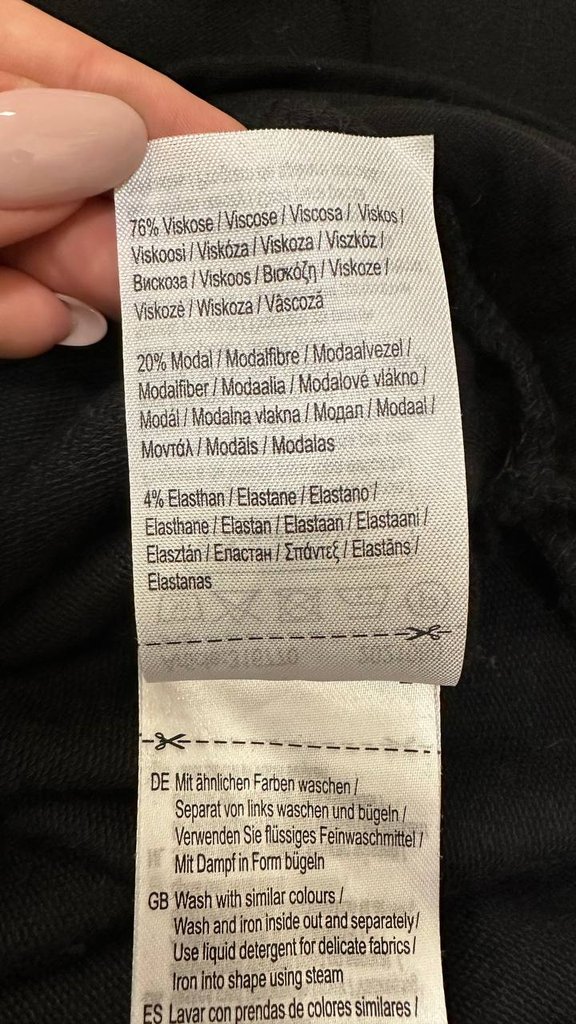 76% Viskose / Viscose / Viscosa / Viskos /
Viskoosi / Viskóza / Viskoza / Viszkóz /
Вискоза / Viskoos / Βισκόζη / Viskoze /
Viskozė / Wiskoza / Vâscoză
20% Modal / Modalfibre / Modaalvezel /
Modalfiber / Modaalia / Modalové vlákno /
Modál / Modalna vlakna / Модал / Modaal /
Μοντάλ / Modāls / Modalas
4% Elasthan / Elastane / Elastano /
Elasthane / Elastan / Elastaan / Elastaani /
Elasztán / Еластан / Σπάντεξ / Elastāns /
Elastanas
DE Mit ähnlichen Farben waschen /
Separat von links waschen und bügeln /
Verwenden Sie flüssiges Feinwaschmittel /
Mit Dampf in Form bügeln
GB Wash with similar colours /
Wash and iron inside out and separately /
Use liquid detergent for delicate fabrics /
Iron into shape using steam
ES Lavar con prendas de colores similares /